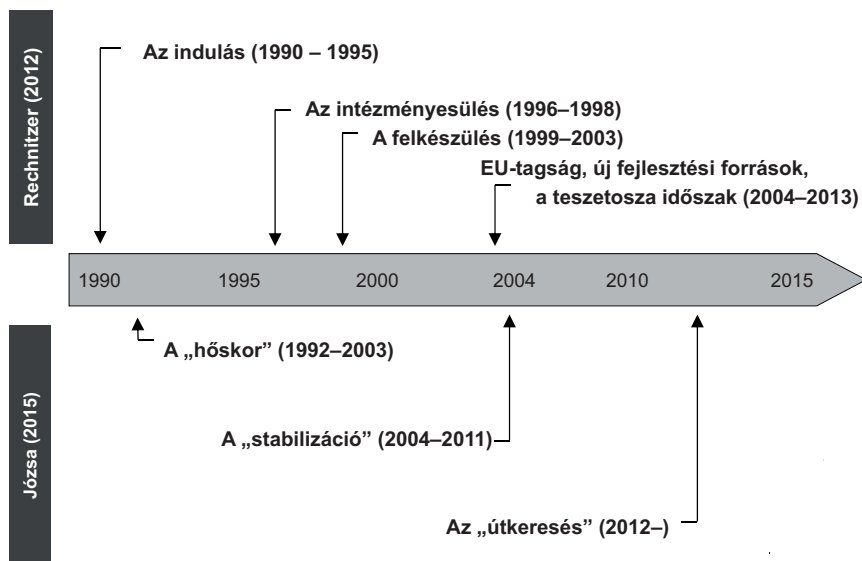 Rechnitzer (2012)
Az indulás (1990 – 1995)
Az intézményesülés (1996–1998)
A felkészülés (1999–2003)
EU-tagság, új fejlesztési források,
a teszetosza időszak (2004–2013)
1990 1995 2000 2004 2010 2015
Józsa (2015)
A „hőskor” (1992–2003)
A „stabilizáció” (2004–2011)
Az „útkeresés” (2012–)